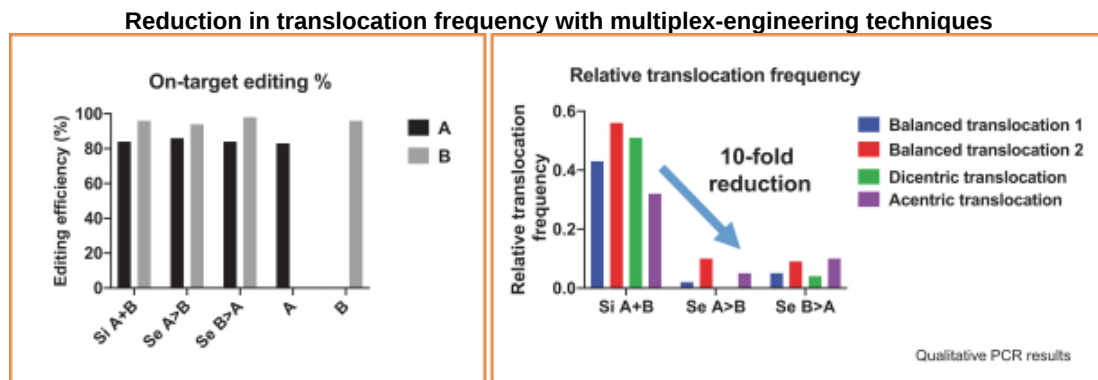 Reduction in translocation frequency with multiplex-engineering techniques
On-target editing %
Editing efficiency (%)
100
80
60
40
20
0
Si A+B
Se A>B
Se B>A
A
B
A
B
Relative translocation frequency
Relative translocation
frequency
0.6
0.4
0.2
0.0
Si A+B
Se A>B
Se B>A
10-fold
reduction
Balanced translocation 1
Balanced translocation 2
Dicentric translocation
Acentric translocation
Qualitative PCR results